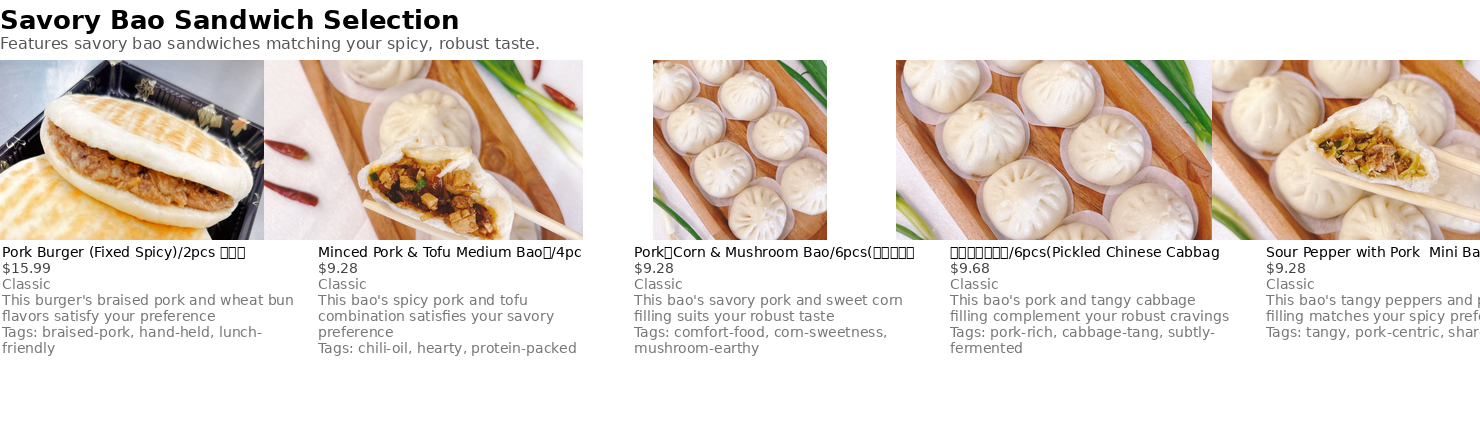 Savory Bao Sandwich Selection
Features savory bao sandwiches matching your spicy, robust taste.
Pork Burger (Fixed Spicy)/2pcs
$15.99
Classic
This burger's braised pork and wheat bun
flavors satisfy your preference
Tags: braised-pork, hand-held, lunch-
friendly
Minced Pork & Tofu Medium Bao /4pc
$9.28
Classic
This bao's spicy pork and tofu
combination satisfies your savory
preference
Tags: chili-oil, hearty, protein-packed
Pork Corn & Mushroom Bao/6pcs(
$9.28
Classic
This bao's savory pork and sweet corn
filling suits your robust taste
Tags: comfort-food, corn-sweetness,
mushroom-earthy
/6pcs(Pickled Chinese Cabbag
$9.68
Classic
This bao's pork and tangy cabbage
filling complement your robust cravings
Tags: pork-rich, cabbage-tang, subtly-
fermented
Sour Pepper with Pork Mini Ba
$9.28
Classic
This bao's tangy peppers and
filling matches your spicy
Tags: tangy, pork-centric,